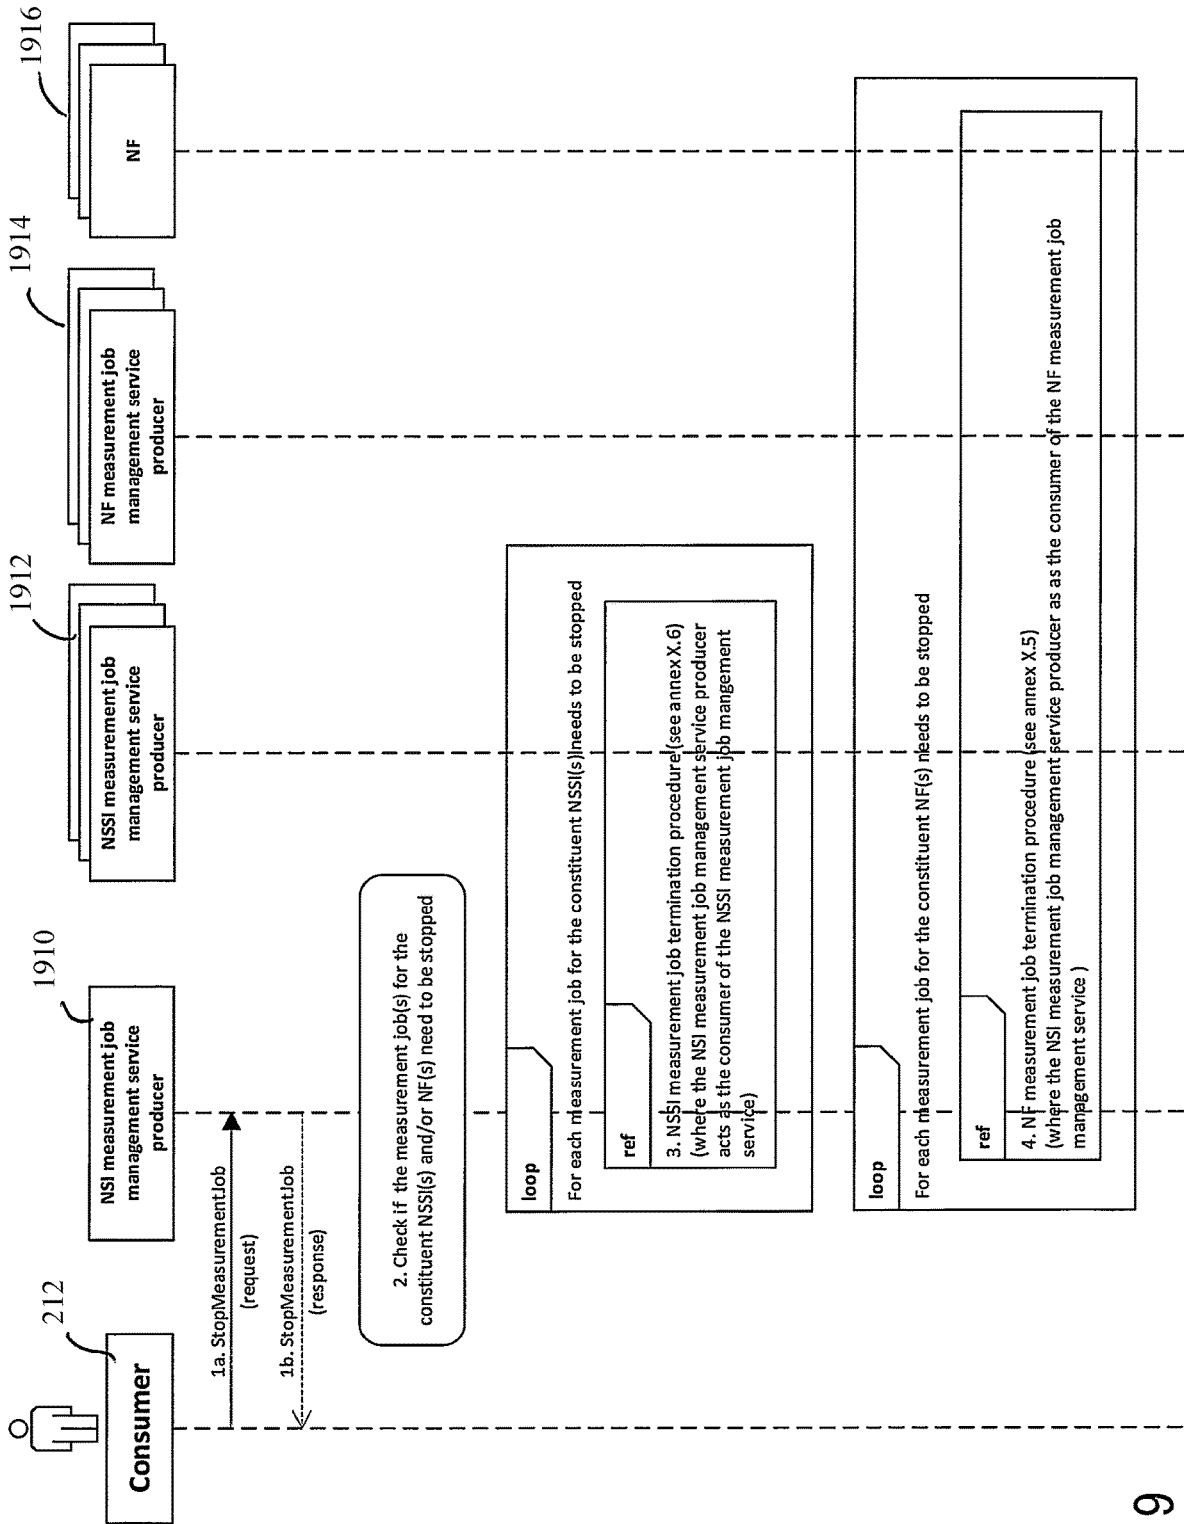 212
1910
1912
1914
1916
Consumer
NSI measurement job
management service
producer
NSSI measurement job
management service
producer
NF measurement job
management service
producer
NF
1a. StopMeasurementJob
(request)
1b. StopMeasurementJob
(response)
2. Check if the measurement job(s) for the
constituent NSSI(s) and/or NF(s) need to be stopped
loop
For each measurement job for the constituent NSSI(s) needs to be stopped
ref
3. NSSI measurement job termination procedure (see annex X.6)
(where the NSI measurement job management service producer
acts as the consumer of the NSSI measurement job mangement
service)
loop
For each measurement job for the constituent NF(s) needs to be stopped
ref
4. NF measurement job termination procedure (see annex X.5)
(where the NSI measurement job management service producer as as the consumer of the NF measurement job
management service )
9